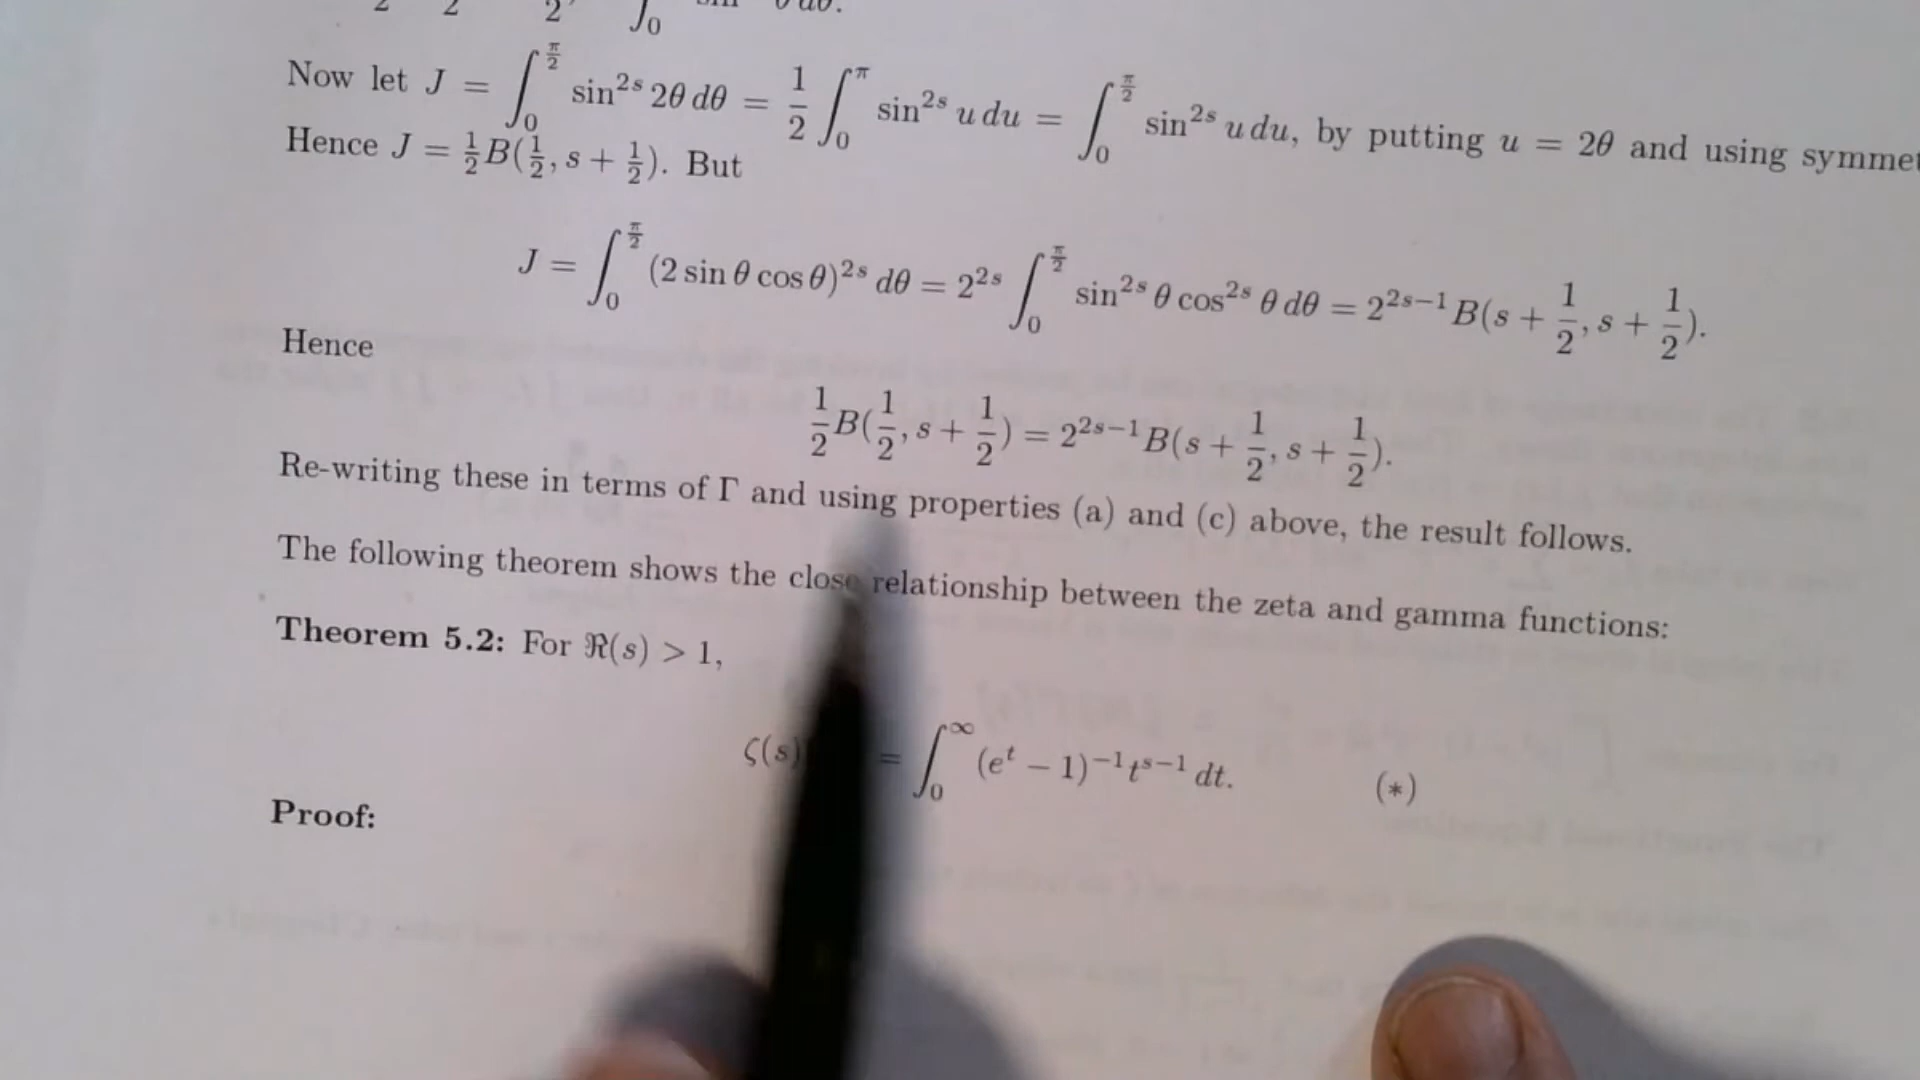 Now let J = ∫_0^{π/2} sin^{2s} 2θ dθ = 1/2 ∫_0^π sin^{2s} u du = ∫_0^{π/2} sin^{2s} u du, by putting u = 2θ and using
Hence J = 1/2 B(1/2, s + 1/2). But
J = ∫_0^{π/2} (2 sin θ cos θ)^{2s} dθ = 2^{2s} ∫_0^{π/2} sin^{2s} θ cos^{2s} θ dθ = 2^{2s−1} B(s + 1/2, s + 1/2).
Hence
1/2 B(1/2, s + 1/2) = 2^{2s−1} B(s + 1/2, s + 1/2).
Re-writing these in terms of Γ and using properties (a) and (c) above, the result follows.
The following theorem shows the close relationship between the zeta and gamma functions:
Theorem 5.2: For ℜ(s) > 1,
ζ(s) = ∫_0^∞ (e^t − 1)^{−1} t^{s−1} dt. (*)
Proof: